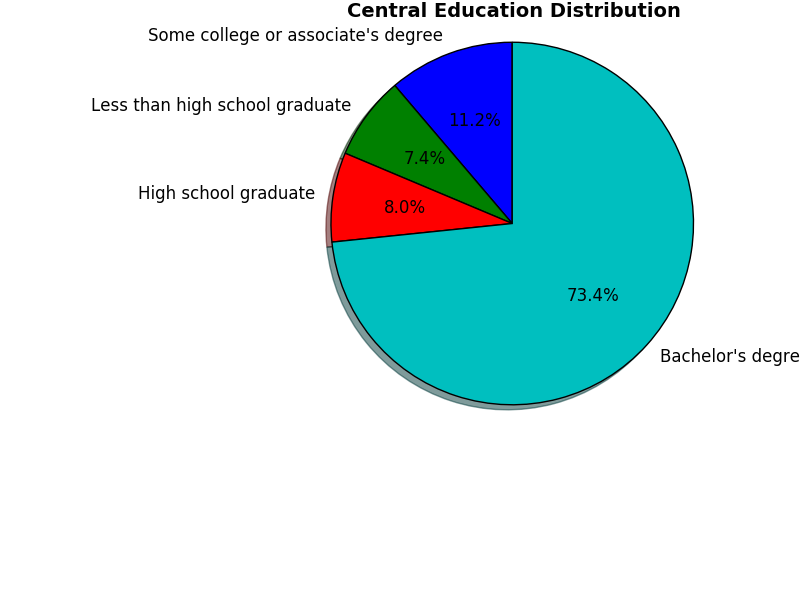 Central Education Distribution
Some college or associate's degree
11.2%
Less than high school graduate
7.4%
High school graduate
8.0%
73.4%
Bachelor's degre